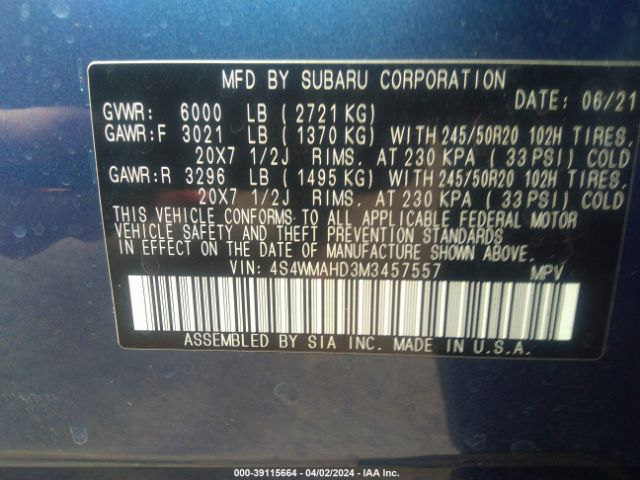 MFD BY SUBARU CORPORATION
DATE: 06/21
GVWR: 6000 LB ( 2721 KG)
GAWR:F 3021 LB ( 1370 KG) WITH 245/50R20 102H TIRES,
20X7 1/2J RIMS, AT 230 KPA ( 33 PSI) COLD
GAWR:R 3296 LB ( 1495 KG) WITH 245/50R20 102H TIRES,
20X7 1/2J RIMS, AT 230 KPA ( 33 PSI) COLD
THIS VEHICLE CONFORMS TO ALL APPLICABLE FEDERAL MOTOR
VEHICLE SAFETY AND THEFT PREVENTION STANDARDS
IN EFFECT ON THE DATE OF MANUFACTURE SHOWN ABOVE.
VIN: 4S4WMAHD3M3457557 MPV
ASSEMBLED BY SIA INC. MADE IN U.S.A.
000-39115664 - 04/02/2024 - IAA Inc.